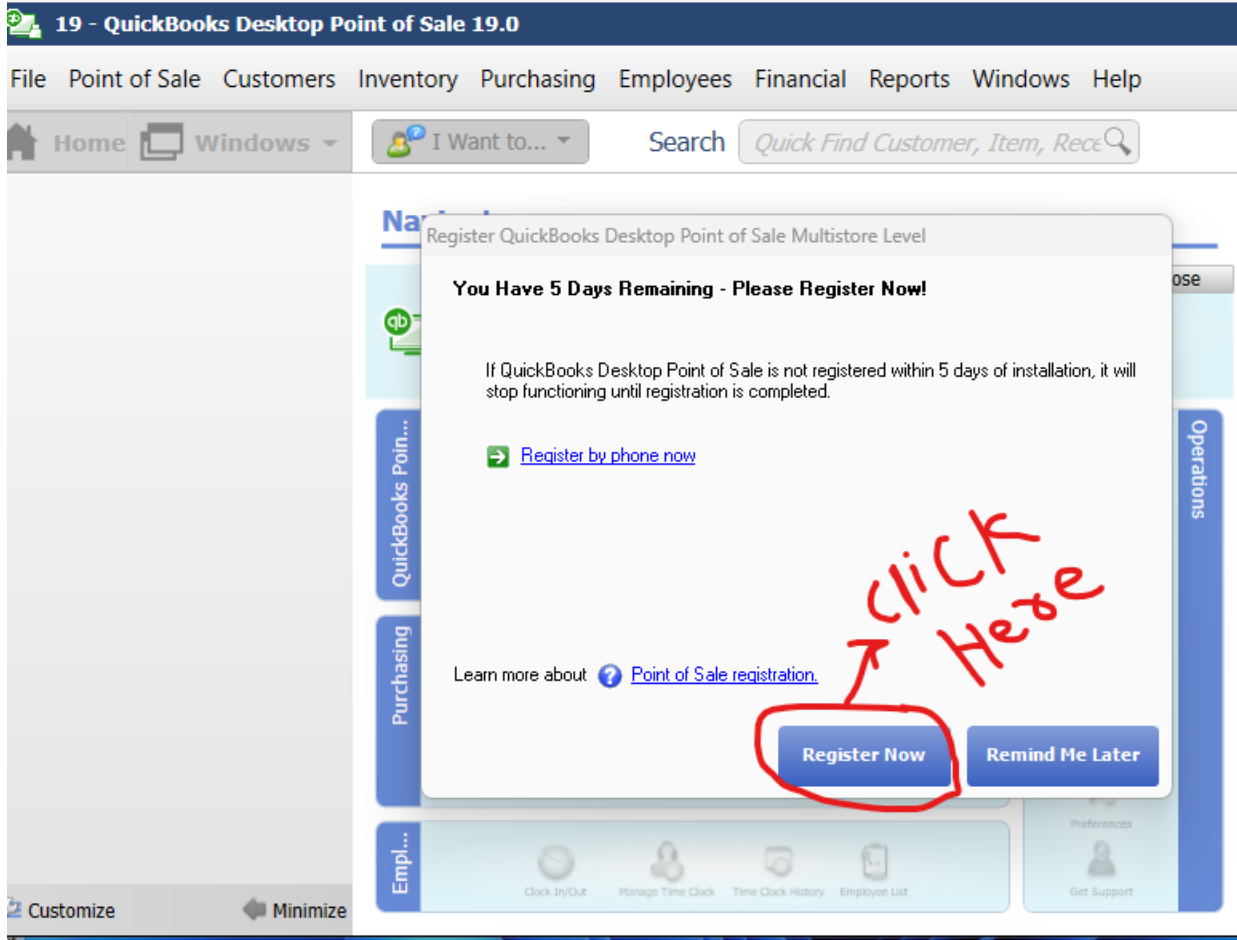 19 - QuickBooks Desktop Point of Sale 19.0
File Point of Sale Customers Inventory Purchasing Employees Financial Reports Windows Help
Home Windows I Want to... Search Quick Find Customer, Item, Rece
Register QuickBooks Desktop Point of Sale Multistore Level
You Have 5 Days Remaining - Please Register Now!
ose
qb
If QuickBooks Desktop Point of Sale is not registered within 5 days of installation, it will
stop functioning until registration is completed.
QuickBooks Poin...
Operations
Register by phone now
Click
Here
Purchasing
Learn more about Point of Sale registration.
Register Now Remind Me Later
Preferences
Empl...
Clock In/Out Manage Time Clock Time Clock History Employee List Get Support
Customize Minimize